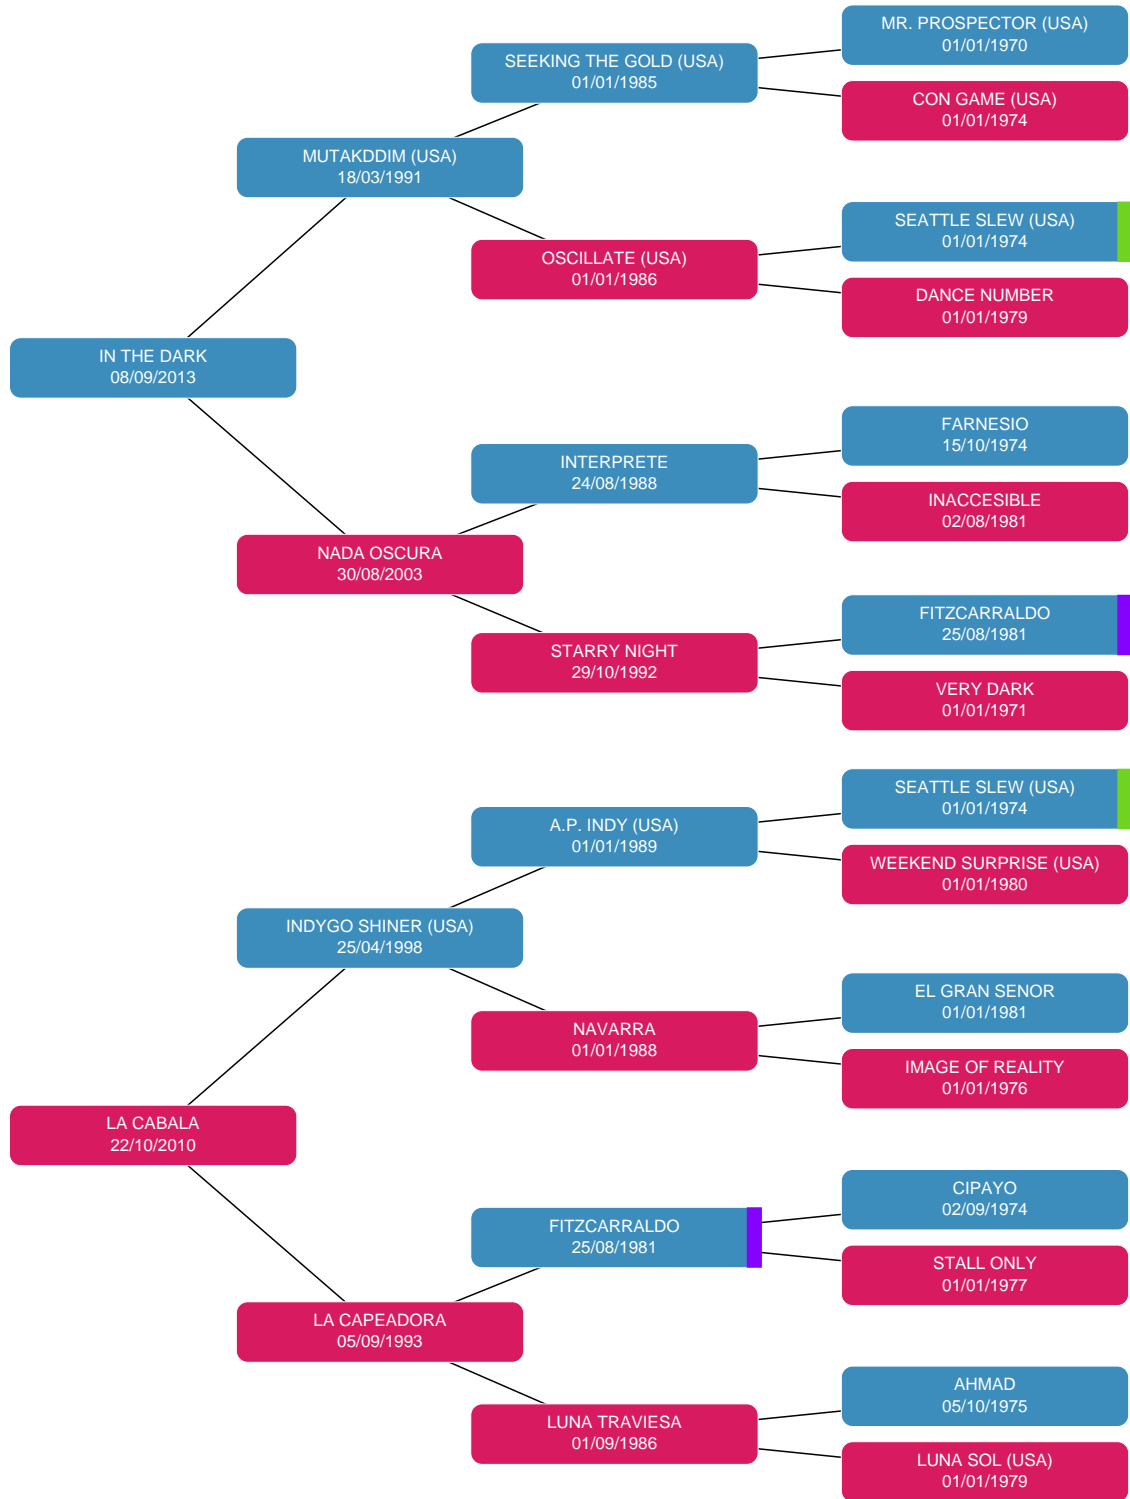 MR. PROSPECTOR (USA)
01/01/1970
SEEKING THE GOLD (USA)
01/01/1985
CON GAME (USA)
01/01/1974
MUTAKDDIM (USA)
18/03/1991
SEATTLE SLEW (USA)
01/01/1974
OSCILLATE (USA)
01/01/1986
DANCE NUMBER
01/01/1979
IN THE DARK
08/09/2013
FARNESIO
15/10/1974
INTERPRETE
24/08/1988
INACCESIBLE
02/08/1981
NADA OSCURA
30/08/2003
FITZCARRALDO
25/08/1981
STARRY NIGHT
29/10/1992
VERY DARK
01/01/1971
SEATTLE SLEW (USA)
01/01/1974
A.P. INDY (USA)
01/01/1989
WEEKEND SURPRISE (USA)
01/01/1980
INDYGO SHINER (USA)
25/04/1998
EL GRAN SENOR
01/01/1981
NAVARRA
01/01/1988
IMAGE OF REALITY
01/01/1976
LA CABALA
22/10/2010
CIPAYO
02/09/1974
FITZCARRALDO
25/08/1981
STALL ONLY
01/01/1977
LA CAPEADORA
05/09/1993
AHMAD
05/10/1975
LUNA TRAVIESA
01/09/1986
LUNA SOL (USA)
01/01/1979